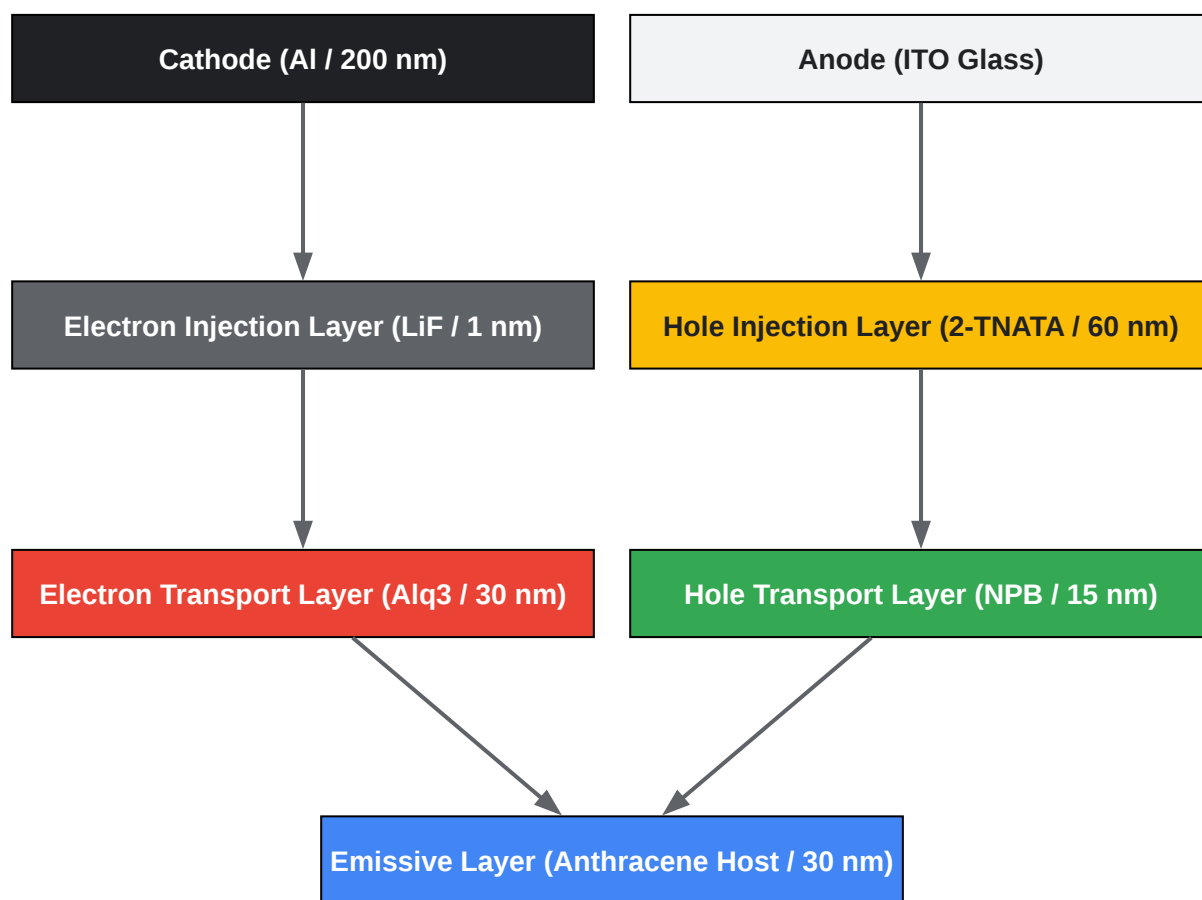 Cathode (Al / 200 nm)
Anode (ITO Glass)
Electron Injection Layer (LiF / 1 nm)
Hole Injection Layer (2-TNATA / 60 nm)
Electron Transport Layer (Alq3 / 30 nm)
Hole Transport Layer (NPB / 15 nm)
Emissive Layer (Anthracene Host / 30 nm)